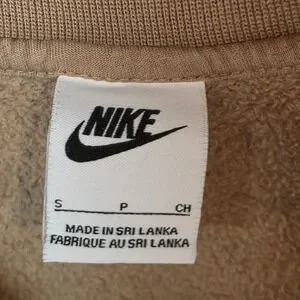 NIKE
S P CH
MADE IN SRI LANKA
FABRIQUE AU SRI LANKA